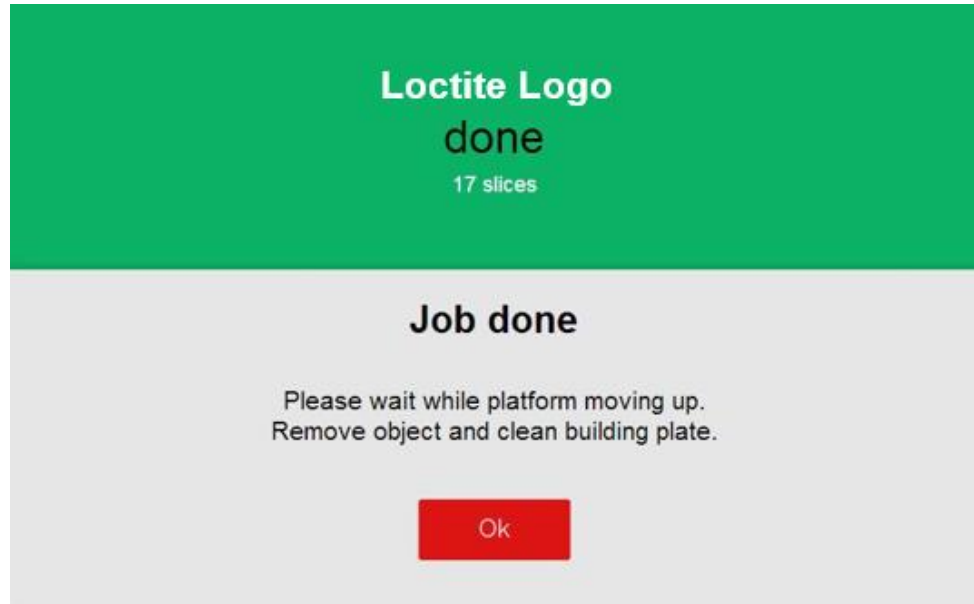 Loctite Logo
done
17 slices
Job done
Please wait while platform moving up.
Remove object and clean building plate.
Ok